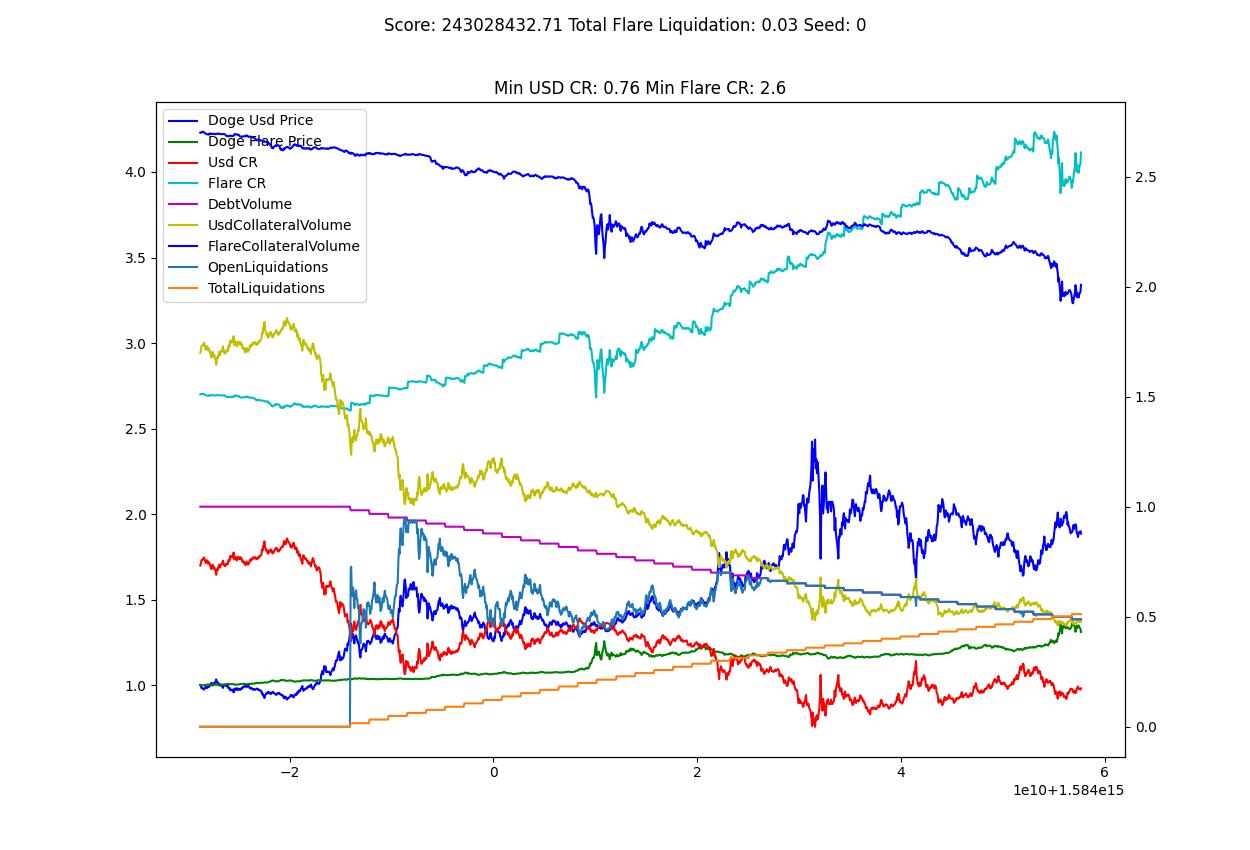 Score: 243028432.71 Total Flare Liquidation: 0.03 Seed: 0
Min USD CR: 0.76 Min Flare CR: 2.6
Doge Usd Price
Doge Flare Price
Usd CR
Flare CR
DebtVolume
UsdCollateralVolume
FlareCollateralVolume
OpenLiquidations
TotalLiquidations
4.0
3.5
3.0
2.5
2.0
1.5
1.0
2.5
2.0
1.5
1.0
0.5
0.0
−2
0
2
4
6
1e10+1.584e15